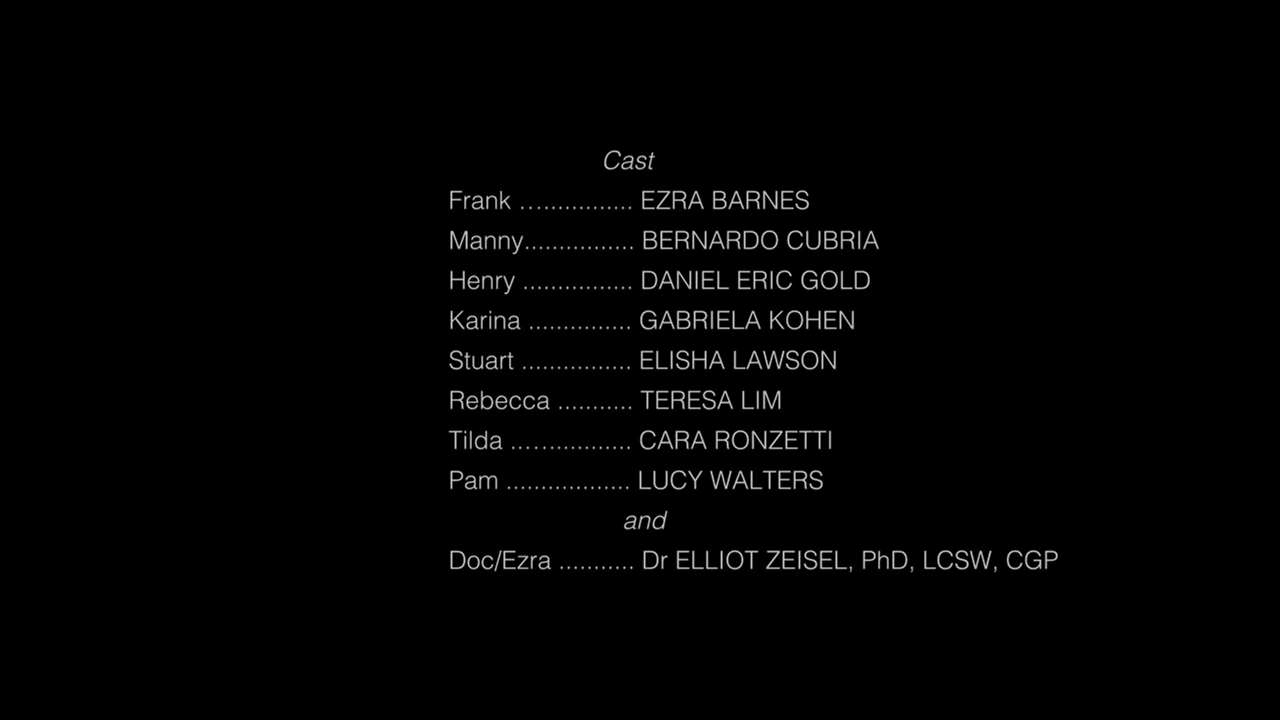 Cast
Frank ................ EZRA BARNES
Manny................ BERNARDO CUBRIA
Henry ................ DANIEL ERIC GOLD
Karina ............... GABRIELA KOHEN
Stuart ................ ELISHA LAWSON
Rebecca ........... TERESA LIM
Tilda ................. CARA RONZETTI
Pam .................. LUCY WALTERS
and
Doc/Ezra ........... Dr ELLIOT ZEISEL, PhD, LCSW, CGP